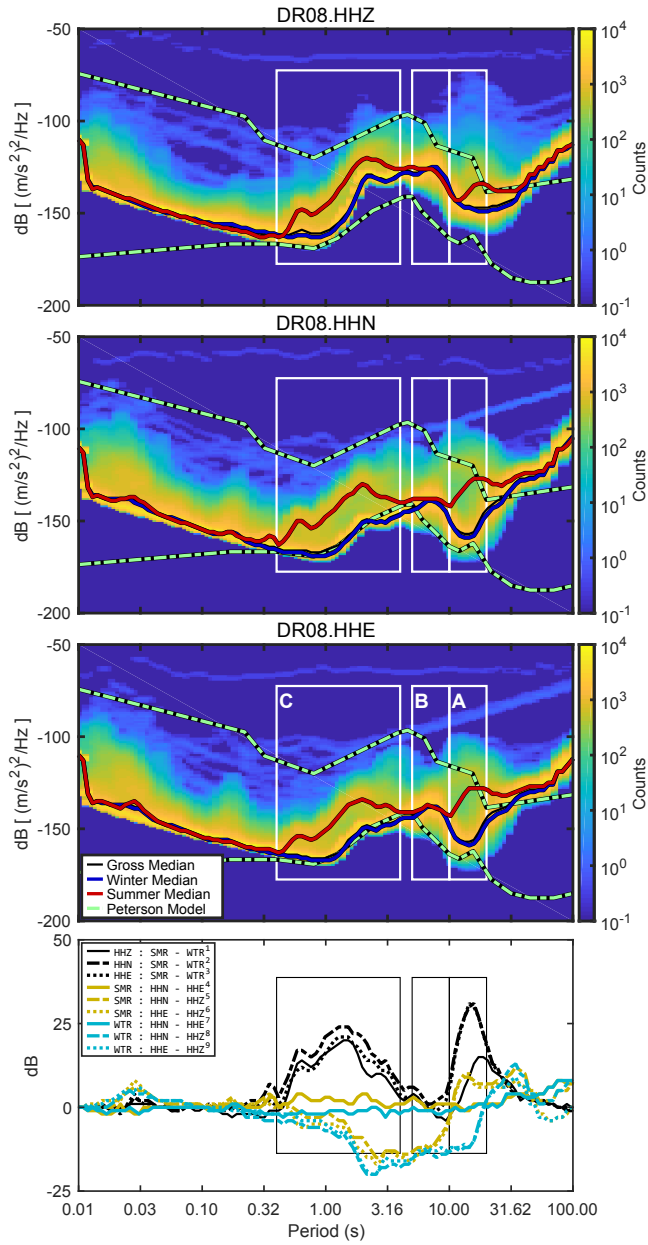 DR08.HHZ
-50
-100
-150
-200
dB [ (m/s²)²/Hz]
10⁴
10³
10²
10¹
10⁰
10⁻¹
Counts
DR08.HHN
-50
-100
-150
-200
dB [ (m/s²)²/Hz]
10⁴
10³
10²
10¹
10⁰
10⁻¹
Counts
DR08.HHE
-50
-100
-150
-200
dB [ (m/s²)²/Hz]
C
B
A
Gross Median
Winter Median
Summer Median
Peterson Model
10⁴
10³
10²
10¹
10⁰
10⁻¹
Counts
50
25
0
-25
dB
HHZ : SMR - WTR¹
HHN : SMR - WTR²
HHE : SMR - WTR³
SMR : HHN - HHE⁴
SMR : HHN - HHZ⁵
SMR : HHE - HHZ⁶
WTR : HHN - HHE⁷
WTR : HHN - HHZ⁸
WTR : HHE - HHZ⁹
0.01 0.03 0.10 0.32 1.00 3.16 10.00 31.62 100.00
Period (s)